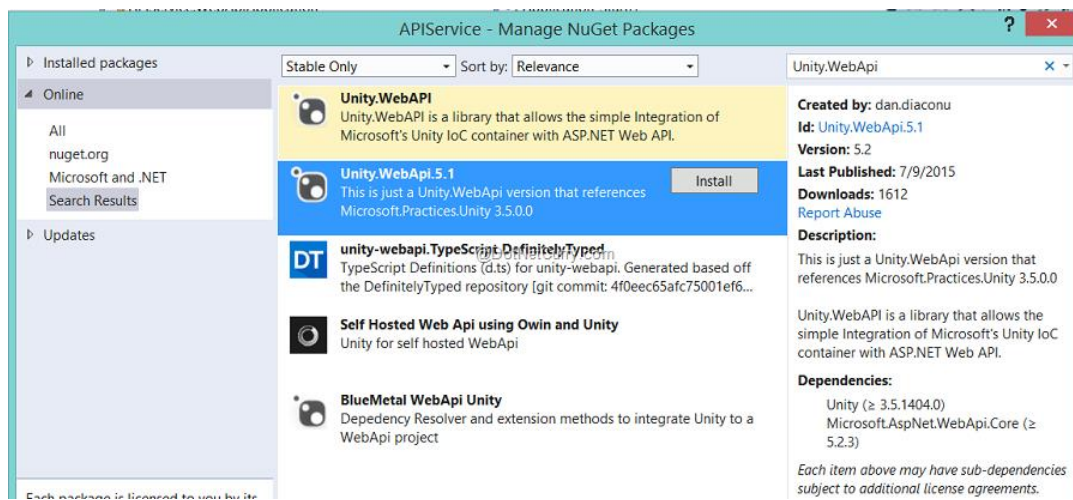 APIService - Manage NuGet Packages
?
Installed packages
Online
All
nuget.org
Microsoft and .NET
Search Results
Updates
Each package is licensed to you by its
Stable Only
Sort by:
Relevance
Unity.WebAPI
Unity.WebAPI is a library that allows the simple Integration of
Microsoft's Unity IoC container with ASP.NET Web API.
Unity.WebApi.5.1
This is just a Unity.WebApi version that references
Microsoft.Practices.Unity 3.5.0.0
Install
unity-webapi.TypeScript.DefinitelyTyped
@DotNetCurry.com
TypeScript Definitions (d.ts) for unity-webapi. Generated based off
the DefinitelyTyped repository [git commit: 4f0eec65afc75001ef6...
DT
Self Hosted Web Api using Owin and Unity
Unity for self hosted WebApi
BlueMetal WebApi Unity
Depedency Resolver and extension methods to integrate Unity to a
WebApi project
Unity.WebApi
Created by: dan.diaconu
Id: Unity.WebApi.5.1
Version: 5.2
Last Published: 7/9/2015
Downloads: 1612
Report Abuse
Description:
This is just a Unity.WebApi version that
references Microsoft.Practices.Unity 3.5.0.0
Unity.WebAPI is a library that allows the
simple Integration of Microsoft's Unity IoC
container with ASP.NET Web API.
Dependencies:
Unity (≥ 3.5.1404.0)
Microsoft.AspNet.WebApi.Core (≥
5.2.3)
Each item above may have sub-dependencies
subject to additional license agreements.